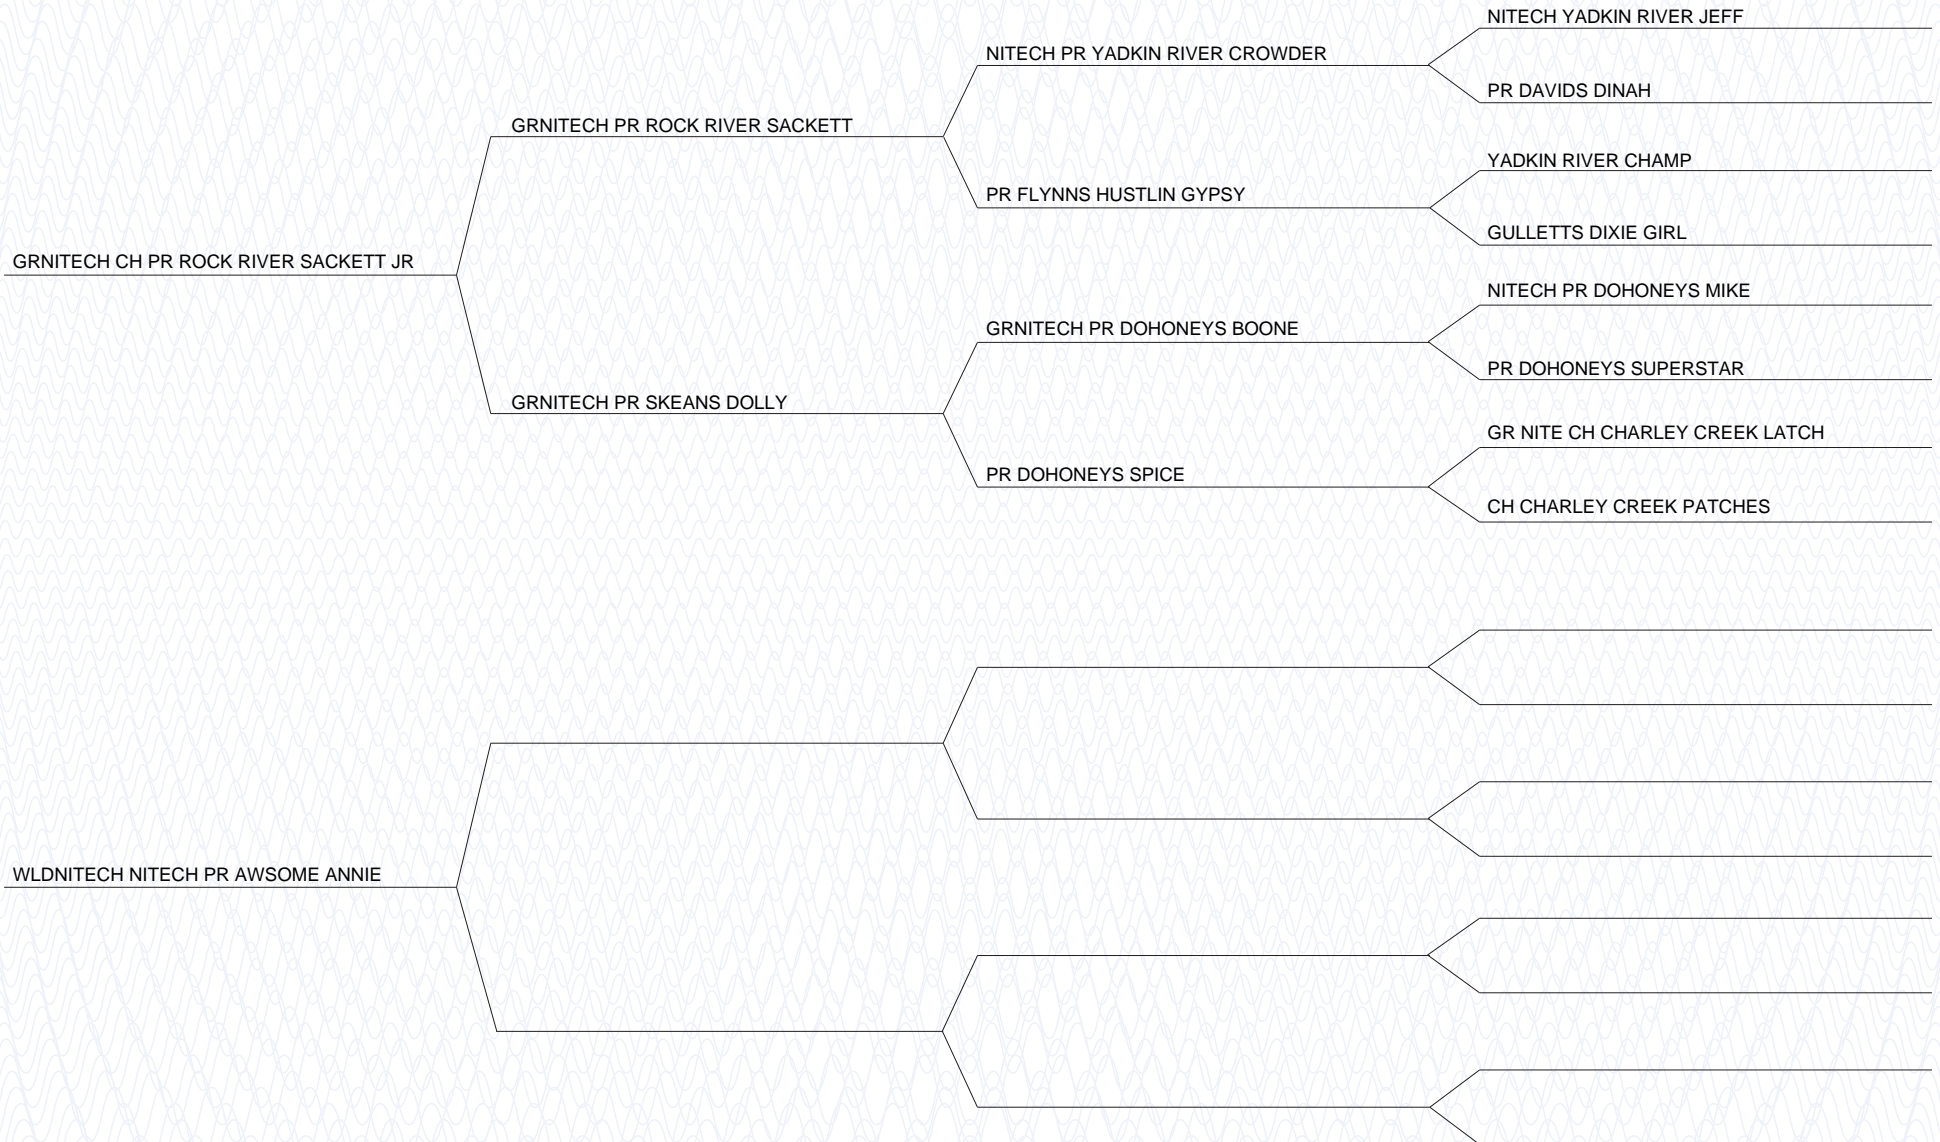 NITECH YADKIN RIVER JEFF
NITECH PR YADKIN RIVER CROWDER
PR DAVIDS DINAH
GRNITECH PR ROCK RIVER SACKETT
YADKIN RIVER CHAMP
PR FLYNNS HUSTLIN GYPSY
GULLETTS DIXIE GIRL
GRNITECH CH PR ROCK RIVER SACKETT JR
NITECH PR DOHONEYS MIKE
GRNITECH PR DOHONEYS BOONE
PR DOHONEYS SUPERSTAR
GRNITECH PR SKEANS DOLLY
GR NITE CH CHARLEY CREEK LATCH
PR DOHONEYS SPICE
CH CHARLEY CREEK PATCHES
WLDNITECH NITECH PR AWSOME ANNIE